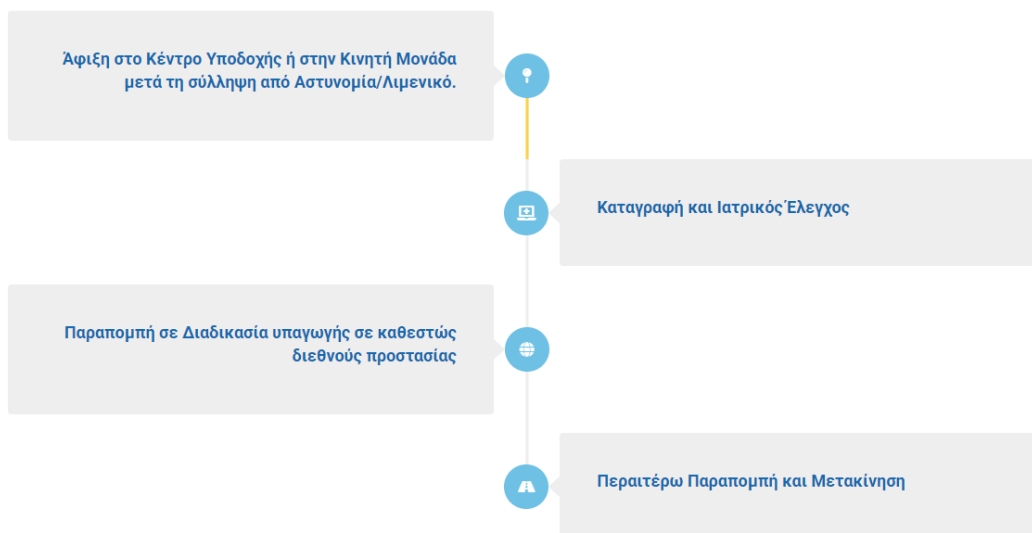 Άφιξη στο Κέντρο Υποδοχής ή στην Κινητή Μονάδα
μετά τη σύλληψη από Αστυνομία/Λιμενικό.
Καταγραφή και Ιατρικός Έλεγχος
Παραπομπή σε Διαδικασία υπαγωγής σε καθεστώς
διεθνούς προστασίας
Περαιτέρω Παραπομπή και Μετακίνηση